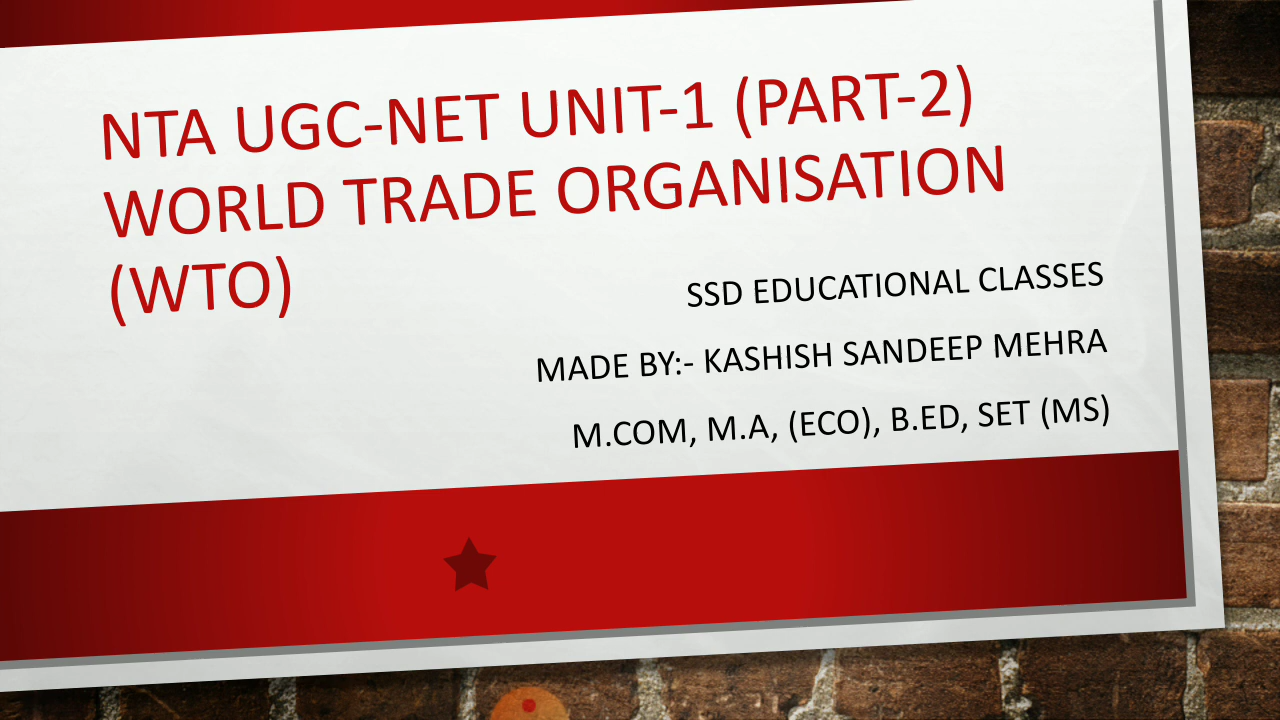 NTA UGC-NET UNIT-1 (PART-2)
WORLD TRADE ORGANISATION
(WTO)
SSD EDUCATIONAL CLASSES
MADE BY:- KASHISH SANDEEP MEHRA
M.COM, M.A, (ECO), B.ED, SET (MS)